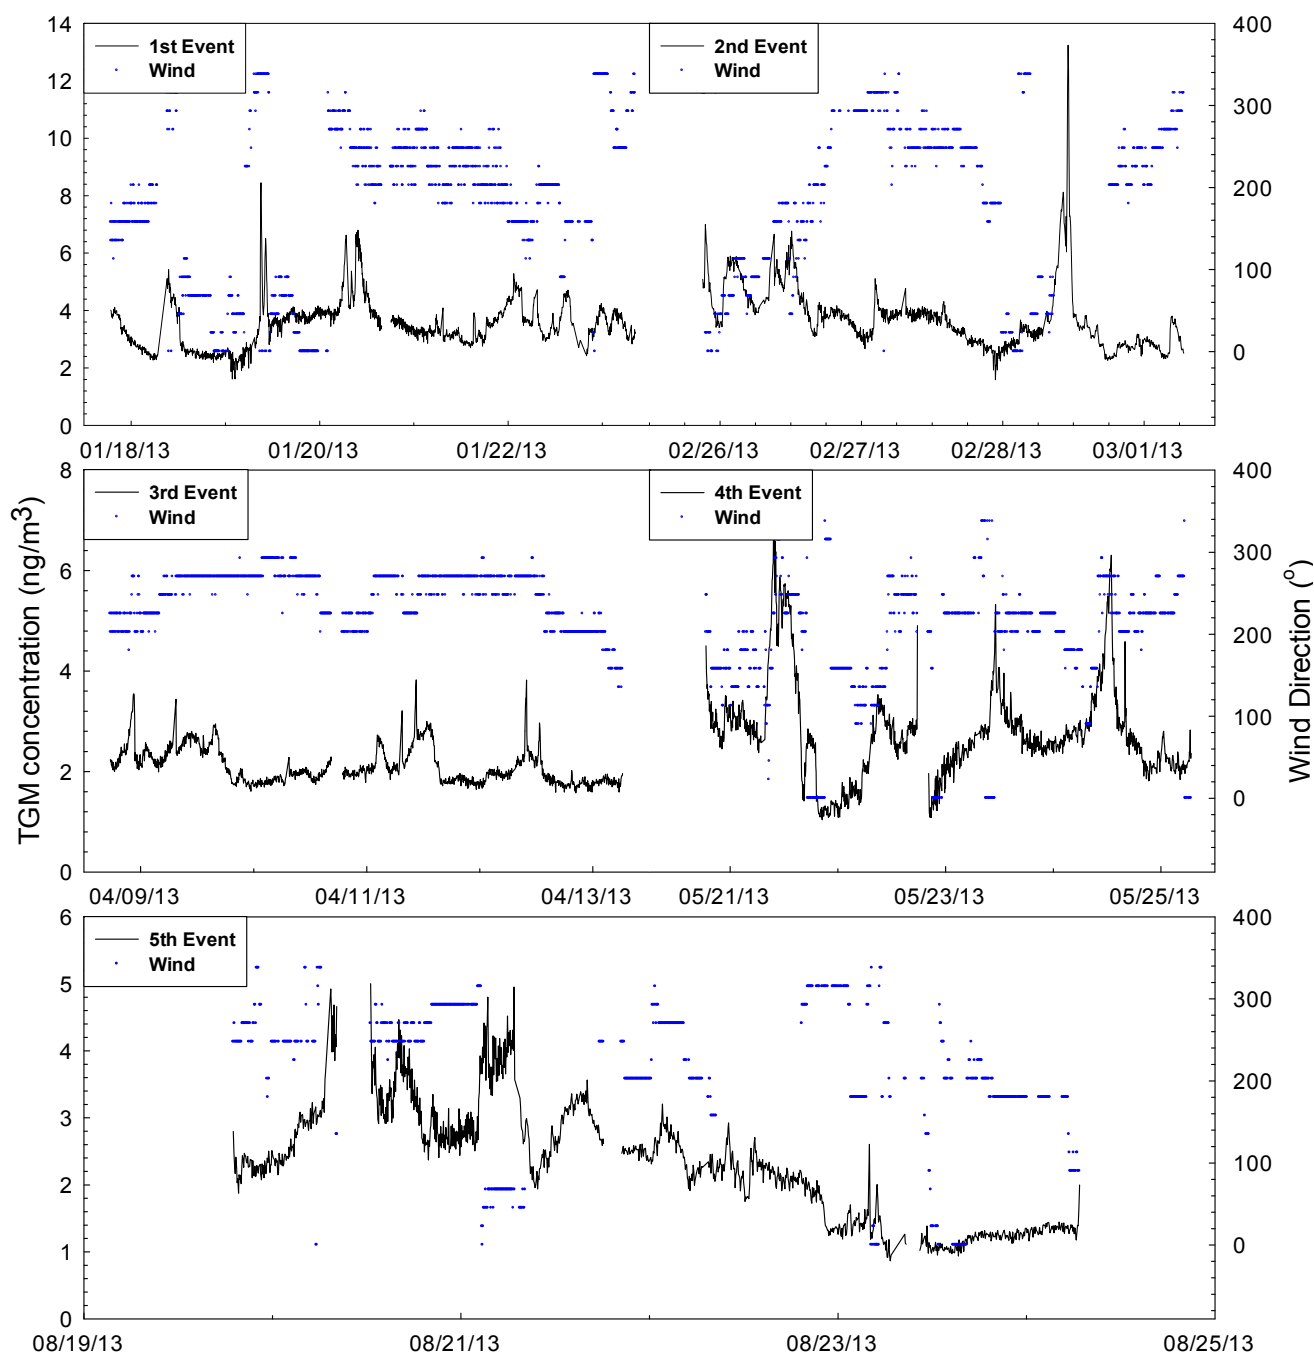 14
12
10
8
6
4
2
0
1st Event
Wind
2nd Event
Wind
400
300
200
100
0
01/18/13 01/20/13 01/22/13 02/26/13 02/27/13 02/28/13 03/01/13
TGM concentration (ng/m3)
8
6
4
2
0
3rd Event
Wind
4th Event
Wind
400
300
200
100
0
Wind Direction (o)
04/09/13 04/11/13 04/13/13 05/21/13 05/23/13 05/25/13
6
5
4
3
2
1
0
5th Event
Wind
400
300
200
100
0
08/19/13 08/21/13 08/23/13 08/25/13